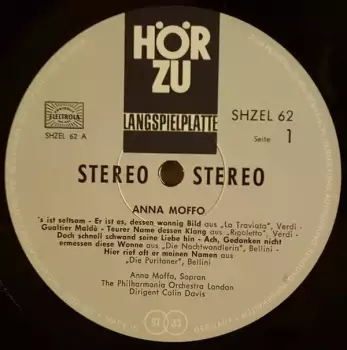 HÖR
ZU
LANGSPIELPLATTE
ELECTROLA
SHZEL 62 A
SHZEL 62
Seite: 1
STEREO STEREO
ANNA MOFFO
's ist seltsam - Er ist es, dessen wonnig Bild aus „La Traviata", Verdi -
Gualtier Maldè - Teurer Name dessen Klang aus „Rigoletto", Verdi -
Doch schnell schwand seine Liebe hin - Ach, Gedanken nicht
ermessen diese Wonne aus „Die Nachtwandlerin", Bellini -
Hier rief oft er meinen Namen aus
„Die Puritaner", Bellini
Anna Moffo, Sopran
The Philharmonia Orchestra London
Dirigent Colin Davis
33